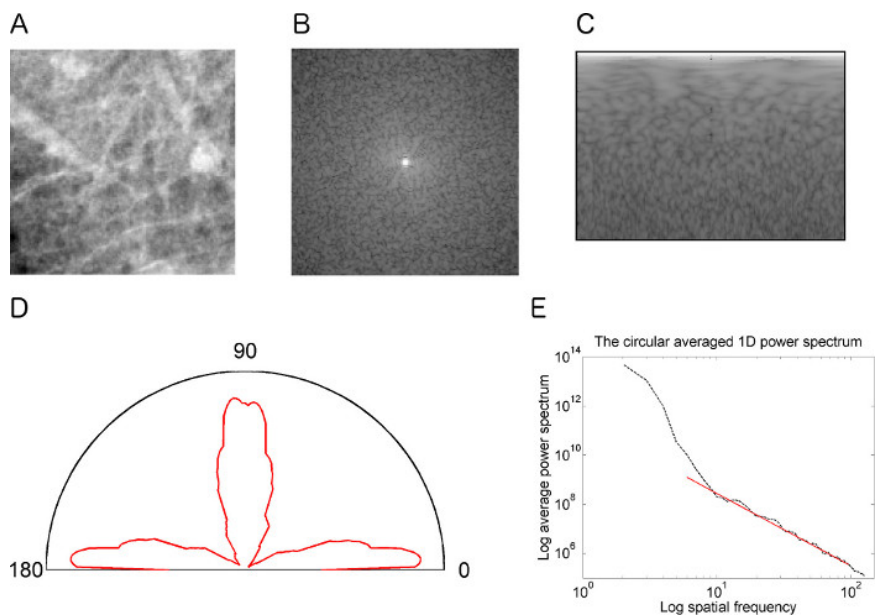 A
B
C
D
90
180
0
E
The circular averaged 1D power spectrum
Log average power spectrum
10^14
10^12
10^10
10^8
10^6
10^0
10^1
10^2
Log spatial frequency